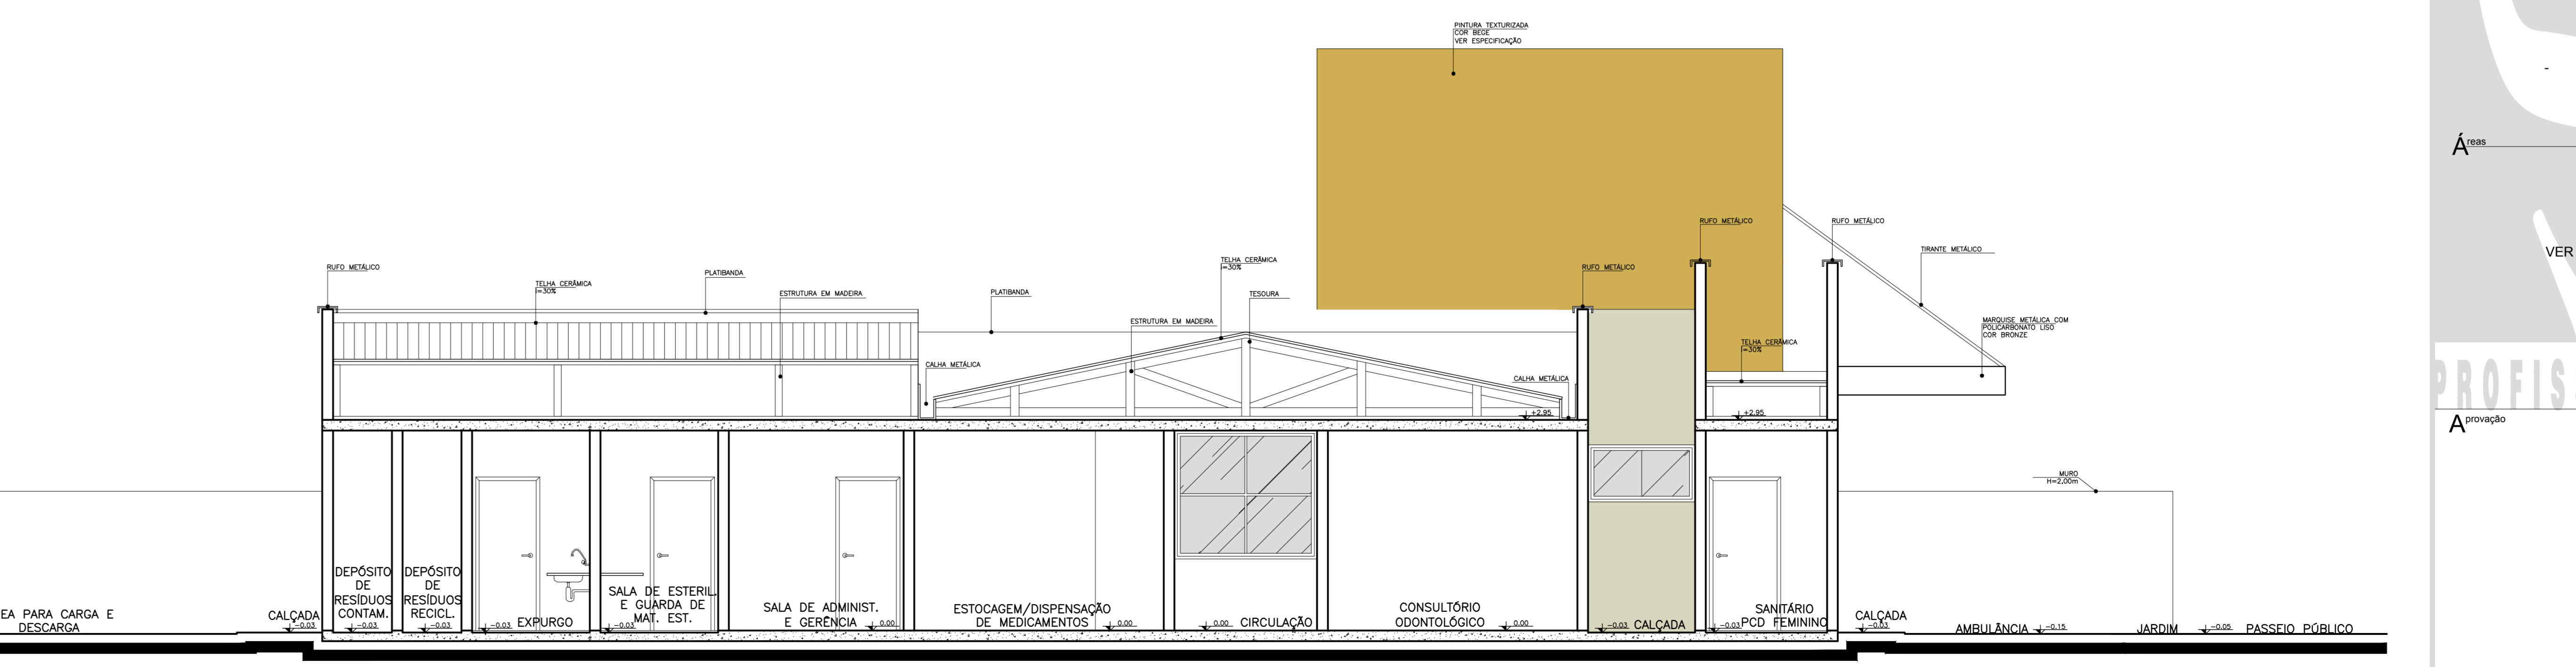 PINTURA TEXTURIZADA
COR BEGE
VER ESPECIFICAÇÃO
RUFO METÁLICO
RUFO METÁLICO
TIRANTE METÁLICO
RUFO METÁLICO
TELHA CERÂMICA
i=30%
PLATIBANDA
ESTRUTURA EM MADEIRA
PLATIBANDA
TELHA CERÂMICA
i=30%
TESOURA
RUFO METÁLICO
ESTRUTURA EM MADEIRA
MARQUISE METÁLICA COM
POLICARBONATO LISO
COR BRONZE
TELHA CERÂMICA
i=30%
CALHA METÁLICA
CALHA METÁLICA
+2.95
+2.95
MURO
H=2,00m
EA PARA CARGA E
DESCARGA
CALÇADA
-0.03
DEPÓSITO
DE
RESÍDUOS
CONTAM.
-0.03
DEPÓSITO
DE
RESÍDUOS
RECICL.
-0.03
-0.03 EXPURGO
SALA DE ESTERIL.
E GUARDA DE
MAT. EST.
-0.03
SALA DE ADMINIST.
E GERÊNCIA 0.00
ESTOCAGEM/DISPENSAÇÃO
DE MEDICAMENTOS 0.00
0.00 CIRCULAÇÃO
CONSULTÓRIO
ODONTOLÓGICO 0.00
-0.03 CALÇADA
SANITÁRIO
-0.03 PCD FEMININO
CALÇADA
-0.03
AMBULÂNCIA -0.15
JARDIM -0.05 PASSEIO PÚBLICO
-
Áreas
VER
PROFIS
Aprovação